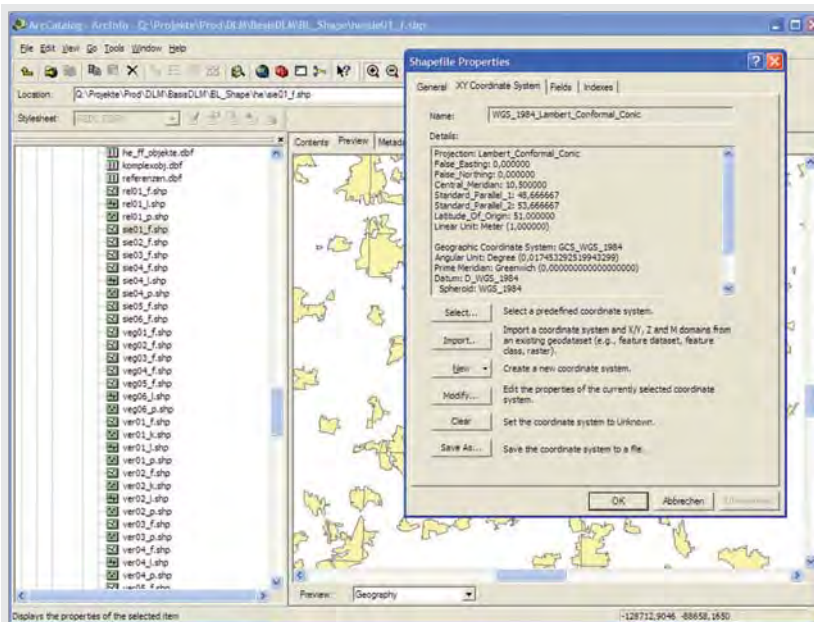 ArcCatalog - ArcInfo - Q:\Projekte\Prod\DLM\BasisDLM\BL_Shape\he\sie01_f.shp
File Edit View Go Tools Window Help
Location: Q:\Projekte\Prod\DLM\BasisDLM\BL_Shape\he\sie01_f.shp
Stylesheet:
he_ff_objekte.dbf
komplexobj.dbf
referenzen.dbf
rel01_f.shp
rel01_l.shp
rel01_p.shp
sie01_f.shp
sie02_f.shp
sie03_f.shp
sie04_f.shp
sie04_l.shp
sie04_p.shp
sie05_f.shp
sie06_f.shp
veg01_f.shp
veg02_f.shp
veg03_f.shp
veg04_f.shp
veg05_f.shp
veg06_l.shp
veg06_p.shp
ver01_f.shp
ver01_k.shp
ver01_l.shp
ver01_p.shp
ver02_f.shp
ver02_k.shp
ver02_l.shp
ver02_p.shp
ver03_f.shp
ver03_p.shp
ver04_f.shp
ver04_l.shp
ver04_p.shp
ver05_f.shp
Contents Preview
Preview: Geography
Shapefile Properties
General XY Coordinate System Fields Indexes
Name: WGS_1984_Lambert_Conformal_Conic
Details:
Projection: Lambert_Conformal_Conic
False_Easting: 0,000000
False_Northing: 0,000000
Central_Meridian: 10,500000
Standard_Parallel_1: 48,666667
Standard_Parallel_2: 53,666667
Latitude_Of_Origin: 51,000000
Linear Unit: Meter (1,000000)
Geographic Coordinate System: GCS_WGS_1984
Angular Unit: Degree (0,017453292519943299)
Prime Meridian: Greenwich (0,000000000000000000)
Datum: D_WGS_1984
Spheroid: WGS_1984
Select... Select a predefined coordinate system.
Import... Import a coordinate system and X/Y, Z and M domains from
an existing geodataset (e.g., feature dataset, feature
class, raster).
New Create a new coordinate system.
Modify... Edit the properties of the currently selected coordinate
system.
Clear Set the coordinate system to Unknown.
Save As... Save the coordinate system to a file.
OK Abbrechen
Displays the properties of the selected item
-128712,9046 -88658,1650